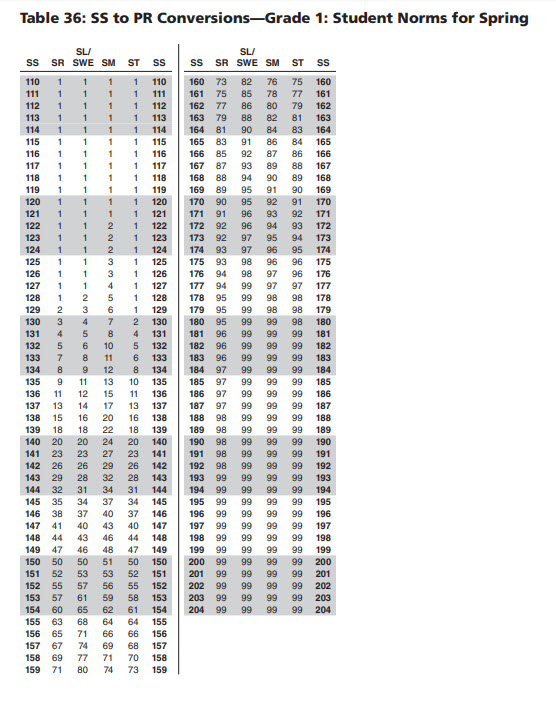 Table 36: SS to PR Conversions—Grade 1: Student Norms for Spring
SL/
SS SR SWE SM ST SS
110 1 1 1 1 110
111 1 1 1 1 111
112 1 1 1 1 112
113 1 1 1 1 113
114 1 1 1 1 114
115 1 1 1 1 115
116 1 1 1 1 116
117 1 1 1 1 117
118 1 1 1 1 118
119 1 1 1 1 119
120 1 1 1 1 120
121 1 1 1 1 121
122 1 1 2 1 122
123 1 1 2 1 123
124 1 1 2 1 124
125 1 1 3 1 125
126 1 1 3 1 126
127 1 1 4 1 127
128 1 2 5 1 128
129 2 3 6 1 129
130 3 4 7 2 130
131 4 5 8 4 131
132 5 6 10 5 132
133 7 8 11 6 133
134 8 9 12 8 134
135 9 11 13 10 135
136 11 12 15 11 136
137 13 14 17 13 137
138 15 16 20 16 138
139 18 18 22 18 139
140 20 20 24 20 140
141 23 23 27 23 141
142 26 26 29 26 142
143 29 28 32 28 143
144 32 31 34 31 144
145 35 34 37 34 145
146 38 37 40 37 146
147 41 40 43 40 147
148 44 43 46 44 148
149 47 46 48 47 149
150 50 50 51 50 150
151 52 53 53 52 151
152 55 57 56 55 152
153 57 61 59 58 153
154 60 65 62 61 154
155 63 68 64 64 155
156 65 71 66 66 156
157 67 74 69 68 157
158 69 77 71 70 158
159 71 80 74 73 159
SL/
SS SR SWE SM ST SS
160 73 82 76 75 160
161 75 85 78 77 161
162 77 86 80 79 162
163 79 88 82 81 163
164 81 90 84 83 164
165 83 91 86 84 165
166 85 92 87 86 166
167 87 93 89 88 167
168 88 94 90 89 168
169 89 95 91 90 169
170 90 95 92 91 170
171 91 96 93 92 171
172 92 96 94 93 172
173 92 97 95 94 173
174 93 97 96 95 174
175 93 98 96 96 175
176 94 98 97 96 176
177 94 99 97 97 177
178 95 99 98 98 178
179 95 99 98 98 179
180 95 99 99 98 180
181 96 99 99 99 181
182 96 99 99 99 182
183 96 99 99 99 183
184 97 99 99 99 184
185 97 99 99 99 185
186 97 99 99 99 186
187 97 99 99 99 187
188 98 99 99 99 188
189 98 99 99 99 189
190 98 99 99 99 190
191 98 99 99 99 191
192 98 99 99 99 192
193 99 99 99 99 193
194 99 99 99 99 194
195 99 99 99 99 195
196 99 99 99 99 196
197 99 99 99 99 197
198 99 99 99 99 198
199 99 99 99 99 199
200 99 99 99 99 200
201 99 99 99 99 201
202 99 99 99 99 202
203 99 99 99 99 203
204 99 99 99 99 204